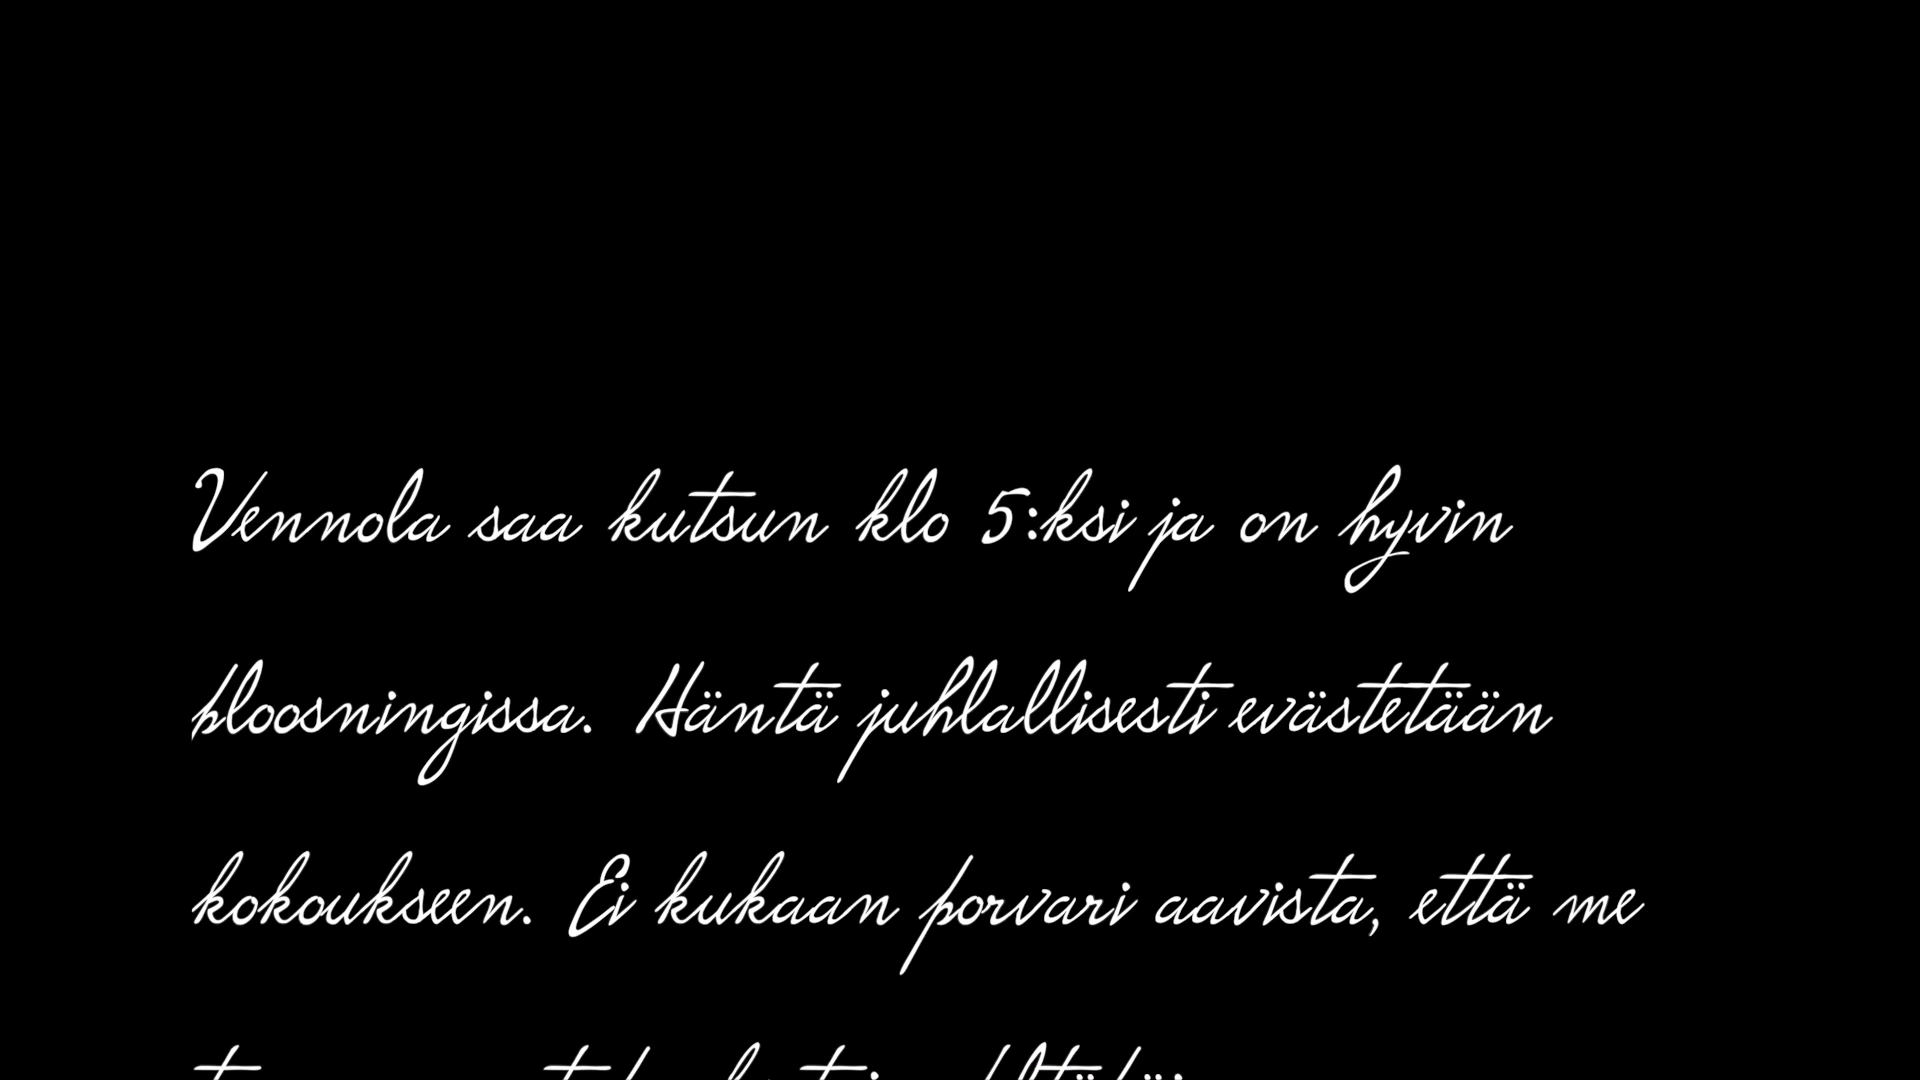 Vennola saa kutsun klo 5:ksi ja on hyvin
ploosningissa. Häntä juhlallisesti evästetään
kokoukseen. Ei kukaan porvari aavista, että me